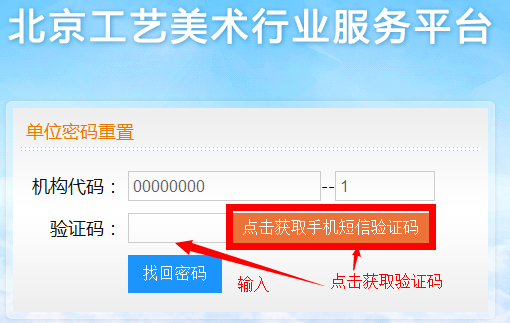 北京工艺美术行业服务平台
单位密码重置
机构代码： 00000000--1
验证码： 点击获取手机短信验证码
找回密码 输入 点击获取验证码